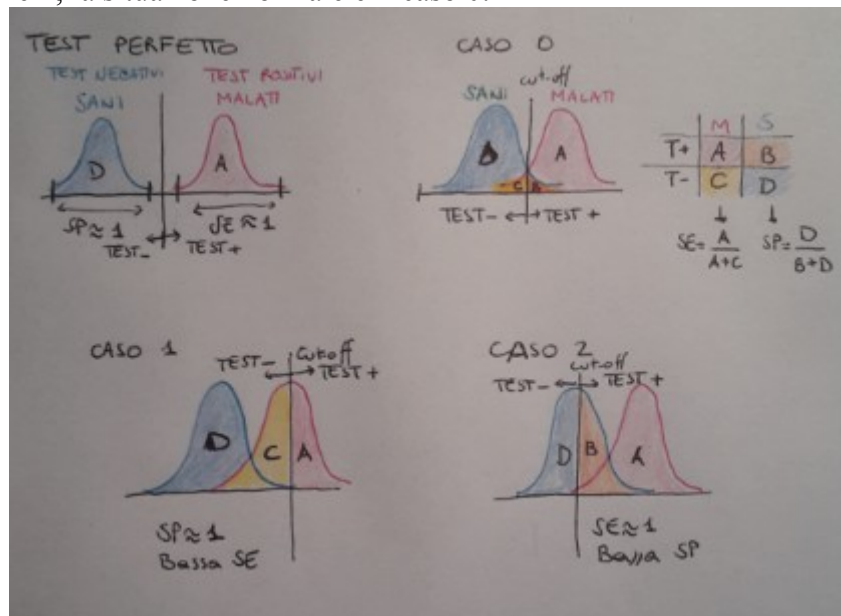 TEST PERFETTO
TEST NEGATIVI
SANI
TEST POSITIVI
MALATI
D
A
SP ≈ 1
SE ≈ 1
TEST- TEST+
CASO 0
cut-off
SANI
MALATI
D
A
C
B
TEST- TEST+
M S
T+ A B
T- C D
SE= A/A+C SP= D/B+D
CASO 1
TEST- Cutoff
TEST+
D
C
A
SP ≈ 1
Bassa SE
CASO 2
cut-off
TEST- TEST+
D
B
A
SE ≈ 1
Bassa SP